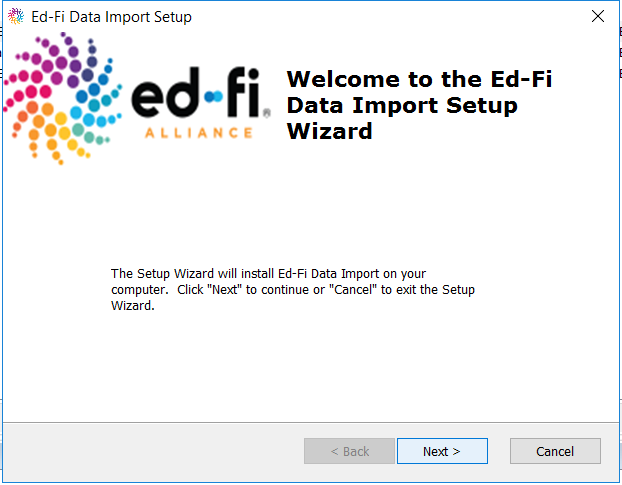 Ed-Fi Data Import Setup
ed-fi®
ALLIANCE
Welcome to the Ed-Fi
Data Import Setup
Wizard
The Setup Wizard will install Ed-Fi Data Import on your
computer.  Click "Next" to continue or "Cancel" to exit the Setup
Wizard.
< Back
Next >
Cancel